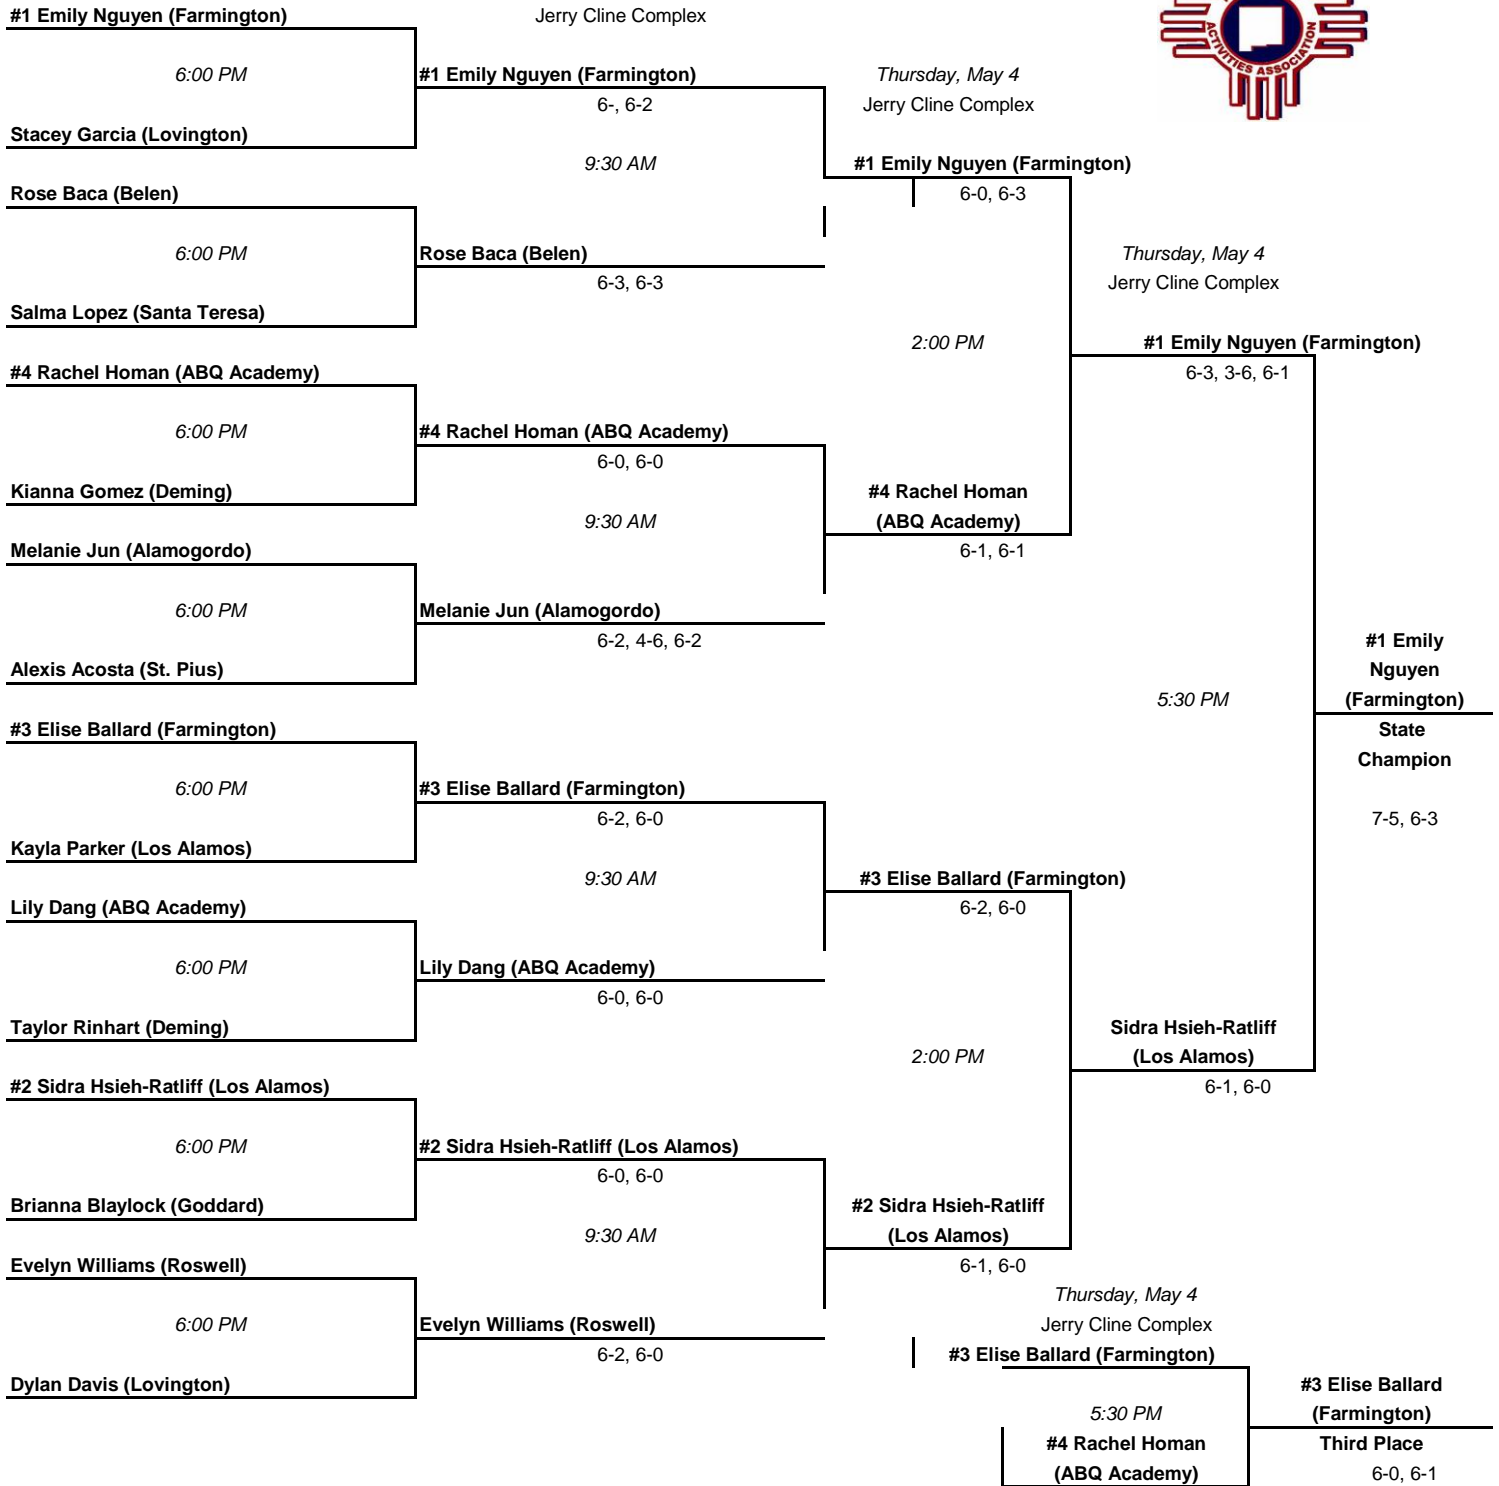 #1 Emily Nguyen (Farmington)
Jerry Cline Complex
6:00 PM
#1 Emily Nguyen (Farmington)
Thursday, May 4
6-, 6-2
Jerry Cline Complex
ACTIVITIES ASSOCIATION
Stacey Garcia (Lovington)
9:30 AM
#1 Emily Nguyen (Farmington)
Rose Baca (Belen)
6-0, 6-3
6:00 PM
Rose Baca (Belen)
Thursday, May 4
6-3, 6-3
Jerry Cline Complex
Salma Lopez (Santa Teresa)
2:00 PM
#1 Emily Nguyen (Farmington)
#4 Rachel Homan (ABQ Academy)
6-3, 3-6, 6-1
6:00 PM
#4 Rachel Homan (ABQ Academy)
6-0, 6-0
Kianna Gomez (Deming)
#4 Rachel Homan
9:30 AM
(ABQ Academy)
Melanie Jun (Alamogordo)
6-1, 6-1
6:00 PM
Melanie Jun (Alamogordo)
6-2, 4-6, 6-2
#1 Emily
Alexis Acosta (St. Pius)
Nguyen
5:30 PM
(Farmington)
#3 Elise Ballard (Farmington)
State
Champion
6:00 PM
#3 Elise Ballard (Farmington)
6-2, 6-0
7-5, 6-3
Kayla Parker (Los Alamos)
9:30 AM
#3 Elise Ballard (Farmington)
Lily Dang (ABQ Academy)
6-2, 6-0
6:00 PM
Lily Dang (ABQ Academy)
6-0, 6-0
Taylor Rinhart (Deming)
Sidra Hsieh-Ratliff
2:00 PM
(Los Alamos)
#2 Sidra Hsieh-Ratliff (Los Alamos)
6-1, 6-0
6:00 PM
#2 Sidra Hsieh-Ratliff (Los Alamos)
6-0, 6-0
Brianna Blaylock (Goddard)
#2 Sidra Hsieh-Ratliff
9:30 AM
(Los Alamos)
Evelyn Williams (Roswell)
6-1, 6-0
Thursday, May 4
6:00 PM
Evelyn Williams (Roswell)
Jerry Cline Complex
6-2, 6-0
#3 Elise Ballard (Farmington)
Dylan Davis (Lovington)
#3 Elise Ballard
5:30 PM
(Farmington)
#4 Rachel Homan
Third Place
(ABQ Academy)
6-0, 6-1